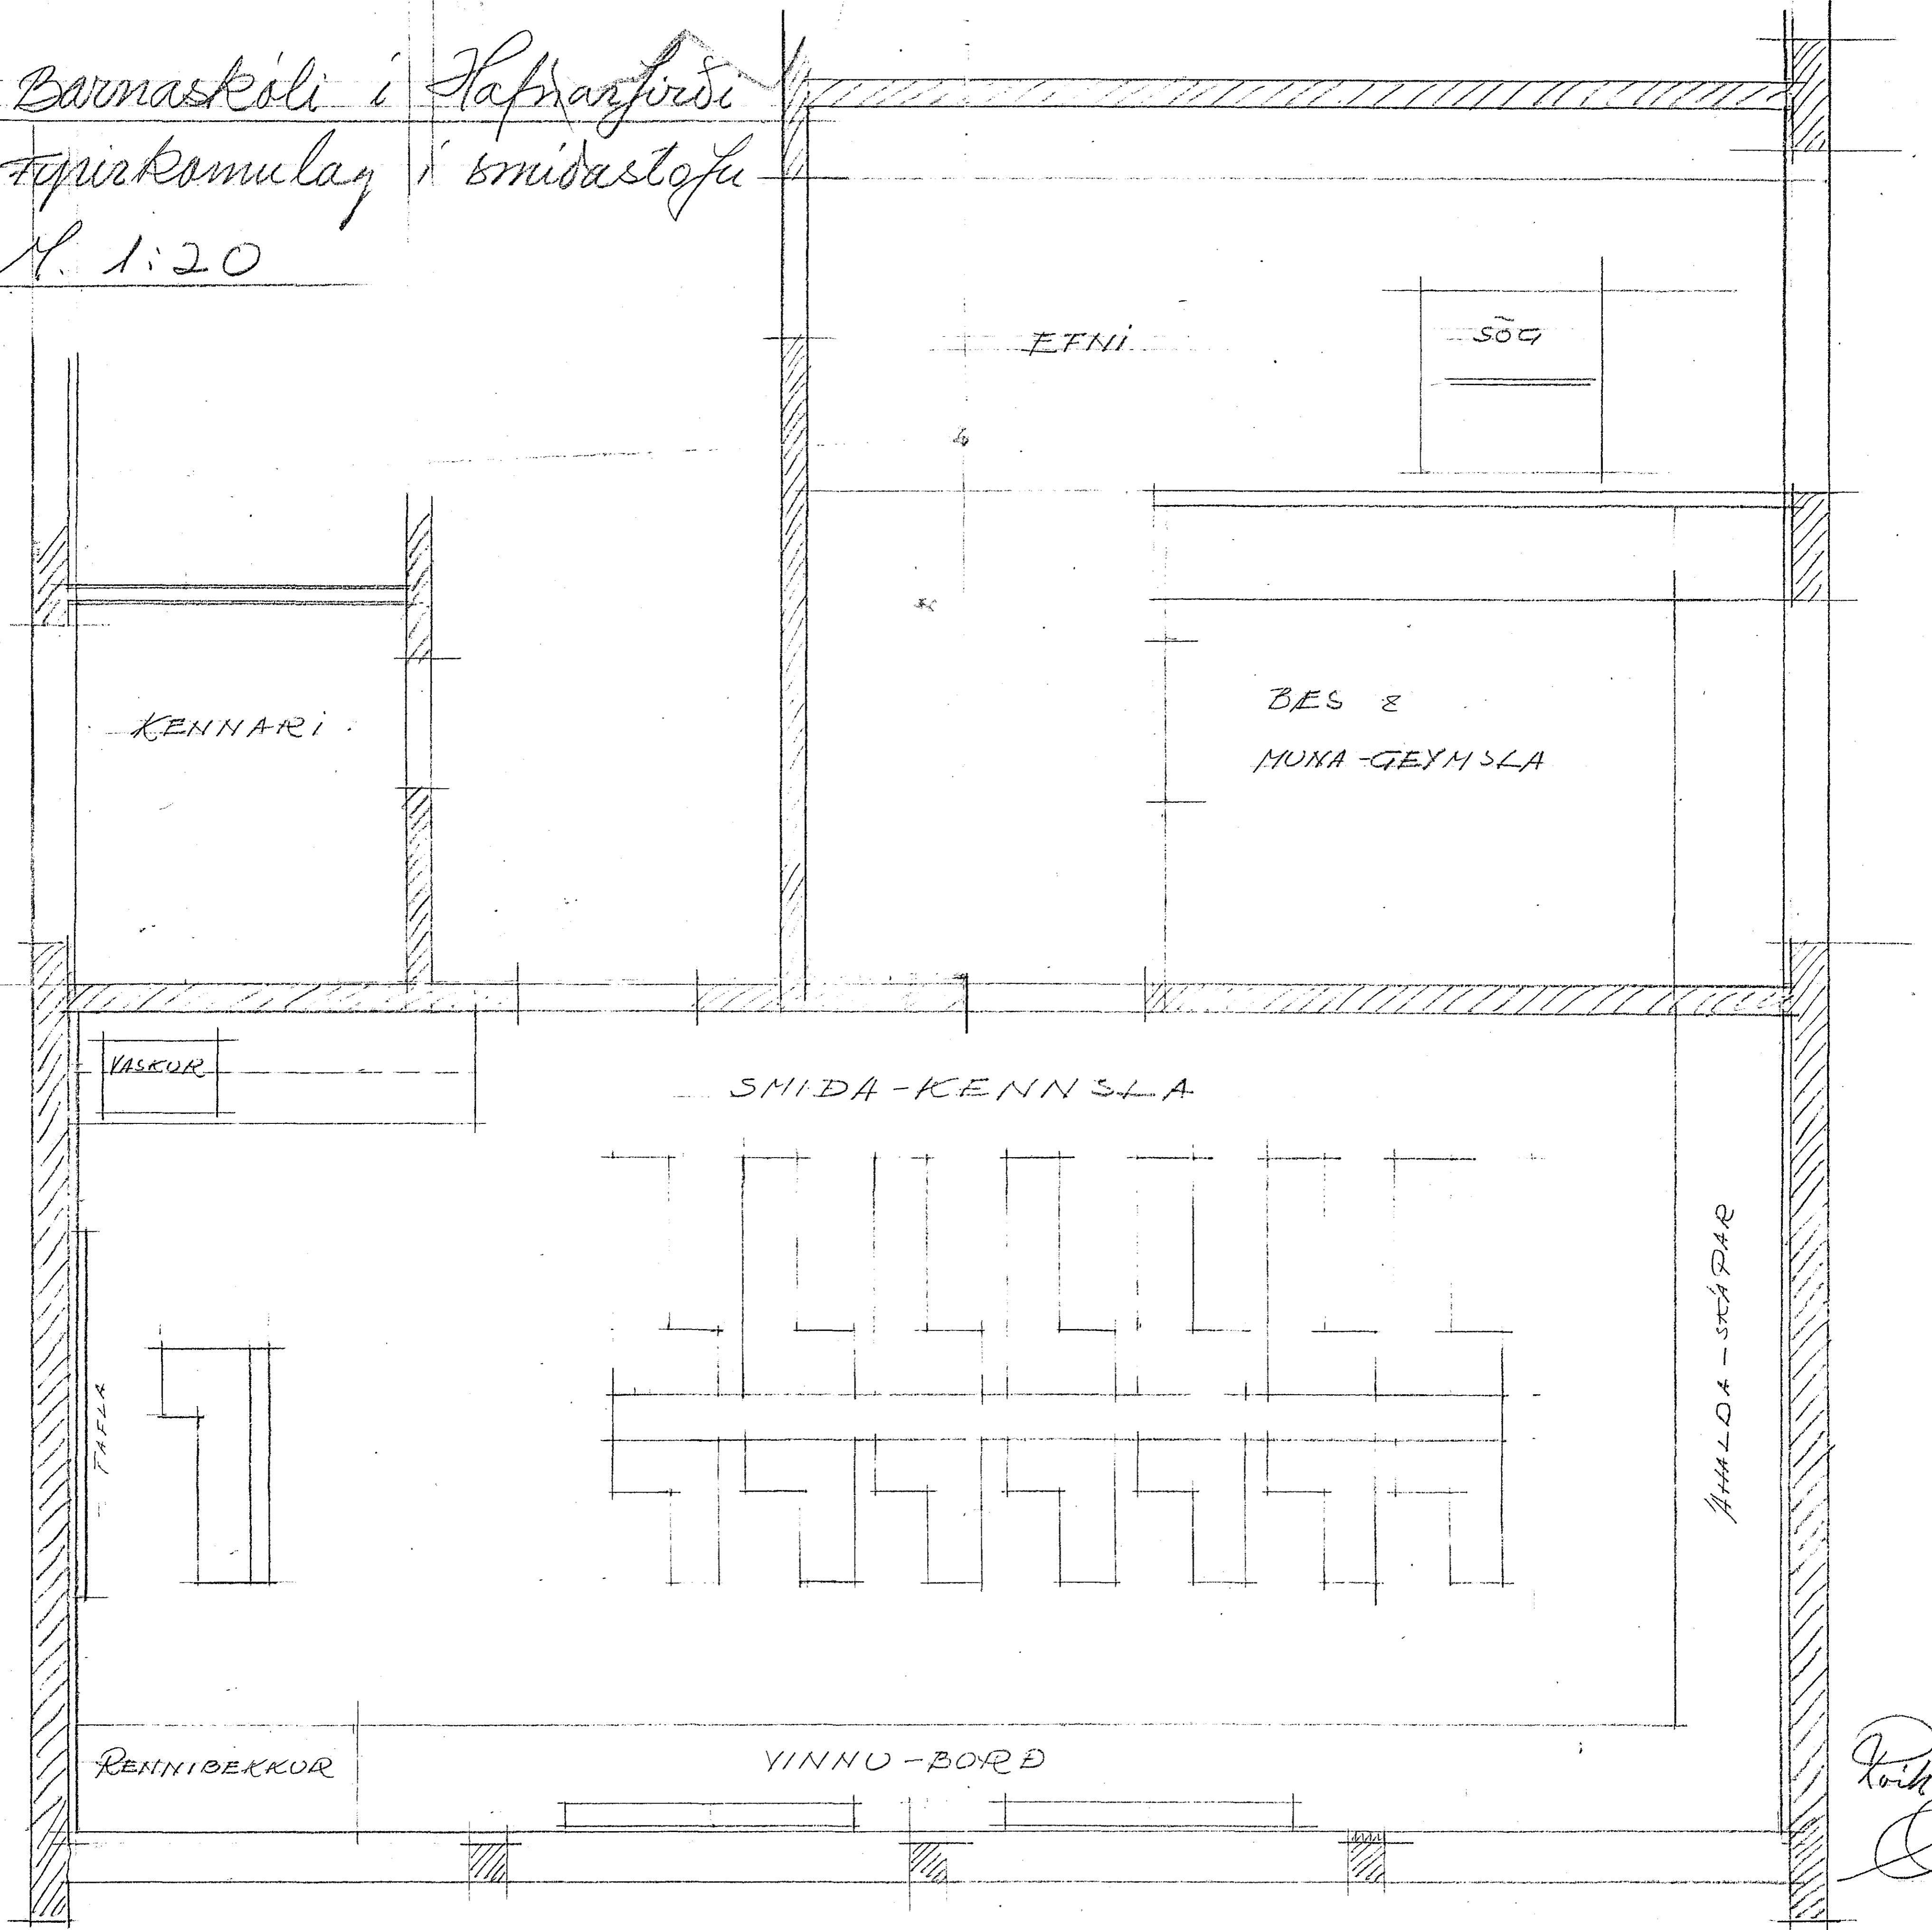 Barnaskóli í Hafnarfirði
Fyrirkomulag í smíðastofu
M. 1:20
EFNI
SÖG
KENNARI
BÆS &
MUNA-GEYMSLA
VASKUR
SMIDA-KENNSLA
TAFLA
ÁHALDA-SKÁPAR
RENNIBEKKUR
VINNU-BORÐ